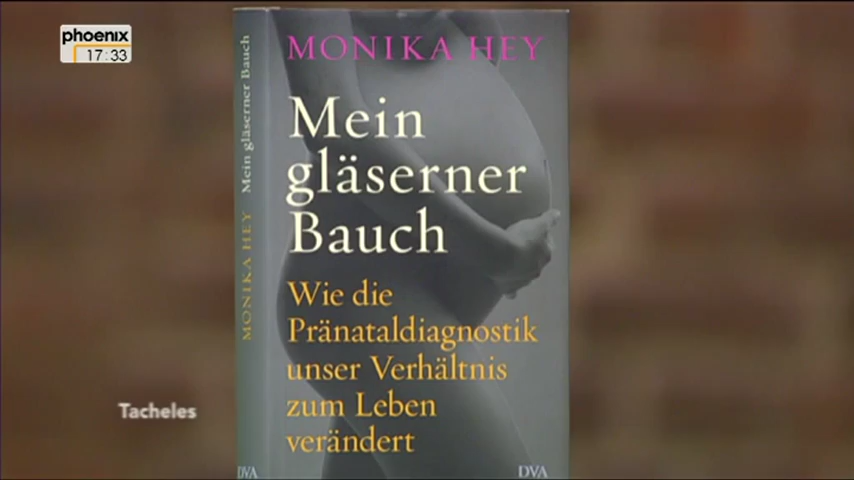 phoenix
17:33
MONIKA HEY
Mein
gläserner
Bauch
Wie die
Pränataldiagnostik
unser Verhältnis
zum Leben
verändert
DVA
MONIKA HEY Mein gläserner Bauch
DVA
Tacheles